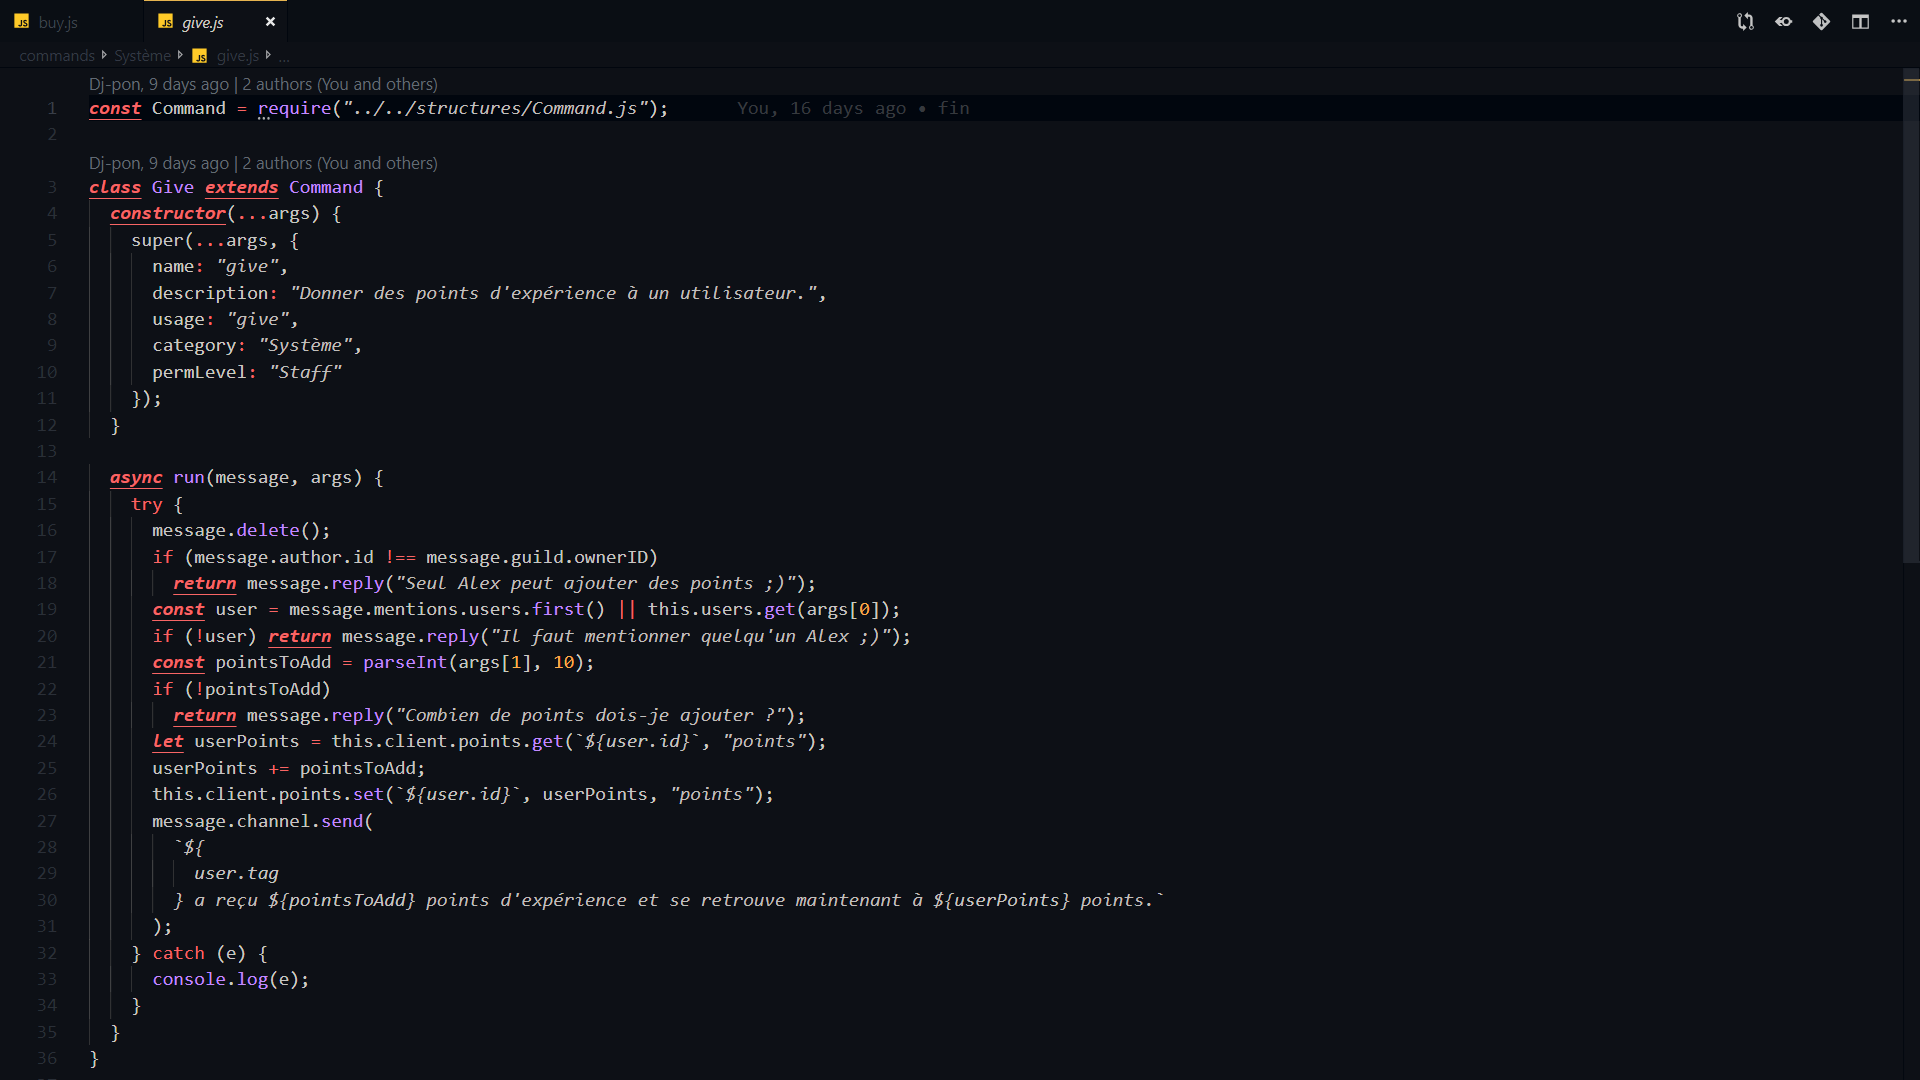 JS buy.js JS give.js ×
commands Système JS give.js ...
Dj-pon, 9 days ago | 2 authors (You and others)
1 const Command = require("../../structures/Command.js"); You, 16 days ago • fin
2
Dj-pon, 9 days ago | 2 authors (You and others)
3 class Give extends Command {
4 constructor(...args) {
5 super(...args, {
6 name: "give",
7 description: "Donner des points d'expérience à un utilisateur.",
8 usage: "give",
9 category: "Système",
10 permLevel: "Staff"
11 });
12 }
13
14 async run(message, args) {
15 try {
16 message.delete();
17 if (message.author.id !== message.guild.ownerID)
18 return message.reply("Seul Alex peut ajouter des points ;)");
19 const user = message.mentions.users.first() || this.users.get(args[0]);
20 if (!user) return message.reply("Il faut mentionner quelqu'un Alex ;)");
21 const pointsToAdd = parseInt(args[1], 10);
22 if (!pointsToAdd)
23 return message.reply("Combien de points dois-je ajouter ?");
24 let userPoints = this.client.points.get(`${user.id}`, "points");
25 userPoints += pointsToAdd;
26 this.client.points.set(`${user.id}`, userPoints, "points");
27 message.channel.send(
28 `${
29 user.tag
30 } a reçu ${pointsToAdd} points d'expérience et se retrouve maintenant à ${userPoints} points.`
31 );
32 } catch (e) {
33 console.log(e);
34 }
35 }
36 }